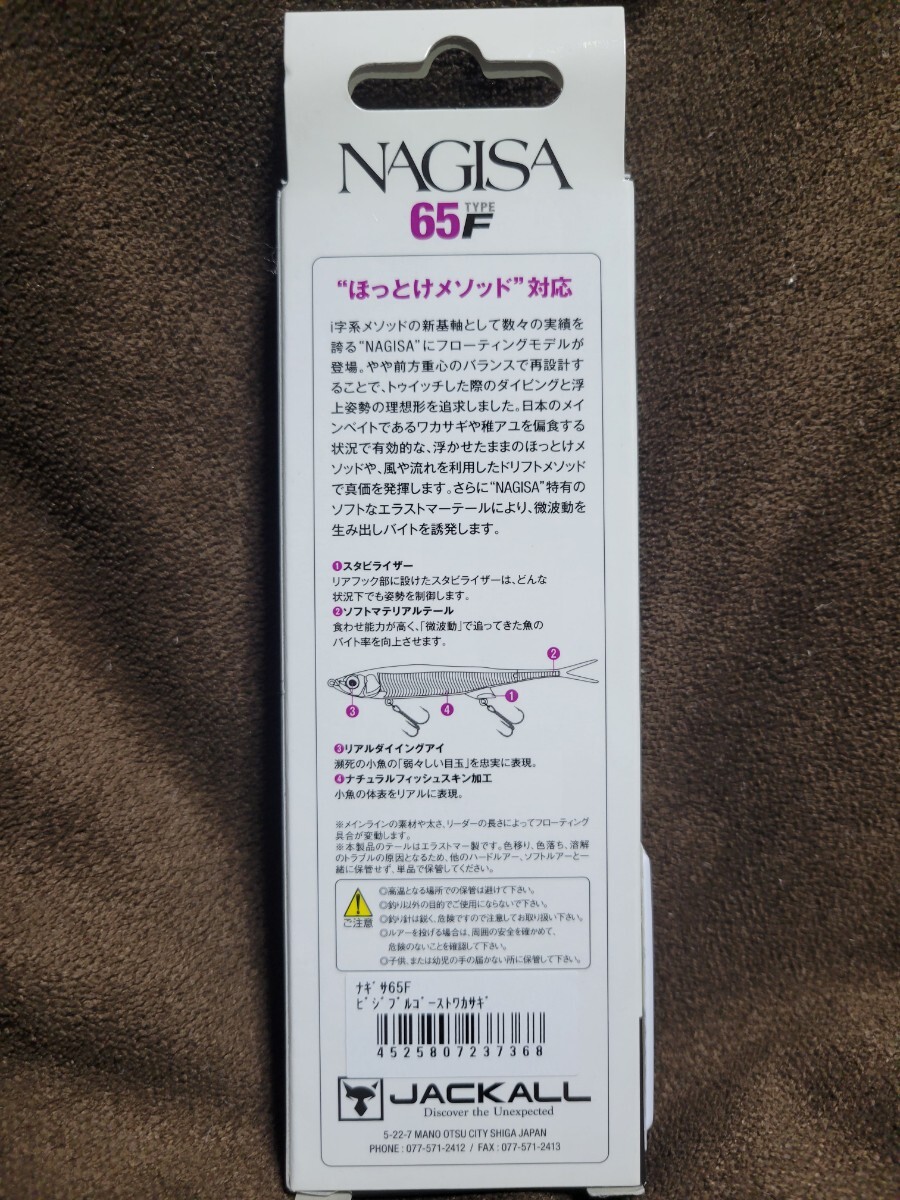 NAGISA
65 TYPE F
“ほっとけメソッド”対応
i字系メソッドの新基軸として数々の実績を
誇る“NAGISA”にフローティングモデルが
登場。やや前方重心のバランスで再設計す
ることで、トゥイッチした際のダイビングと浮
上姿勢の理想形を追求しました。日本のメイ
ンベイトであるワカサギや稚アユを偏食する
状況で有効的な、浮かせたままのほっとけメ
ソッドや、風や流れを利用したドリフトメソッド
で真価を発揮します。さらに“NAGISA”特有の
ソフトなエラストマーテールにより、微波動を
生み出しバイトを誘発します。
❶スタビライザー
リアフック部に設けたスタビライザーは、どんな
状況下でも姿勢を制御します。
❷ソフトマテリアルテール
食わせ能力が高く、「微波動」で追ってきた魚の
バイト率を向上させます。
❷
❶
❸
❹
❸リアルダイイングアイ
瀕死の小魚の「弱々しい目玉」を忠実に表現。
❹ナチュラルフィッシュスキン加工
小魚の体表をリアルに表現。
※メインラインの素材や太さ、リーダーの長さによってフローティング
具合が変動します。
※本製品のテールはエラストマー製です。色移り、色落ち、溶解
のトラブルの原因となるため、他のハードルアー、ソフトルアーと一
緒に保管せず、単品で保管してください。
ご注意
◎高温となる場所での保管は避けて下さい。
◎釣り以外の目的でご使用にならないで下さい。
◎釣り針は鋭く、危険ですので注意してお取り扱い下さい。
◎ルアーを投げる場合は、周囲の安全を確かめて、
危険のないことを確認して下さい。
◎子供、または幼児の手の届かない所に保管して下さい。
ﾅｷﾞｻ65F
ﾋﾞｼﾞﾌﾞﾙｺﾞｰｽﾄﾜｶｻｷﾞ
4525807237368
JACKALL
Discover the Unexpected
5-22-7 MANO OTSU CITY SHIGA JAPAN
PHONE : 077-571-2412 / FAX : 077-571-2413